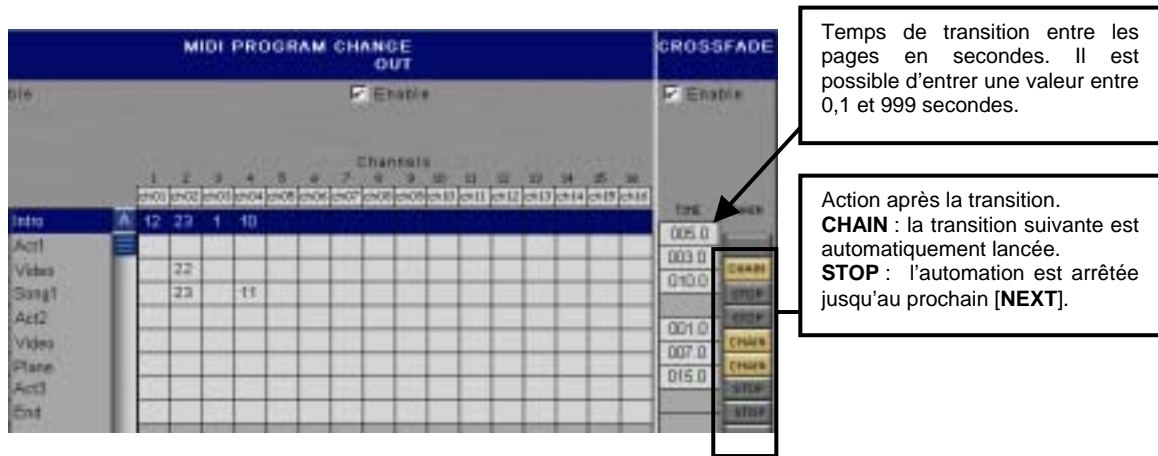 MIDI PROGRAM CHANGE
OUT
CROSSFADE
Enable
Enable
Channels
1 2 3 4 5 6 7 8 9 10 11 12 13 14 15 16
ch01 ch02 ch03 ch04 ch05 ch06 ch07 ch08 ch09 ch10 ch11 ch12 ch13 ch14 ch15 ch16
TIME
Intro 12 23 1 10
005.0
Act1
003.0 CHAIN
Video 22
010.0 STOP
Song1 23 11
STOP
Act2
001.0 CHAIN
Video
007.0 CHAIN
Plane
015.0 STOP
Act3
STOP
End
Temps de transition entre les
pages en secondes. Il est
possible d'entrer une valeur entre
0,1 et 999 secondes.
Action après la transition.
CHAIN : la transition suivante est
automatiquement lancée.
STOP : l'automation est arrêtée
jusqu'au prochain [NEXT].